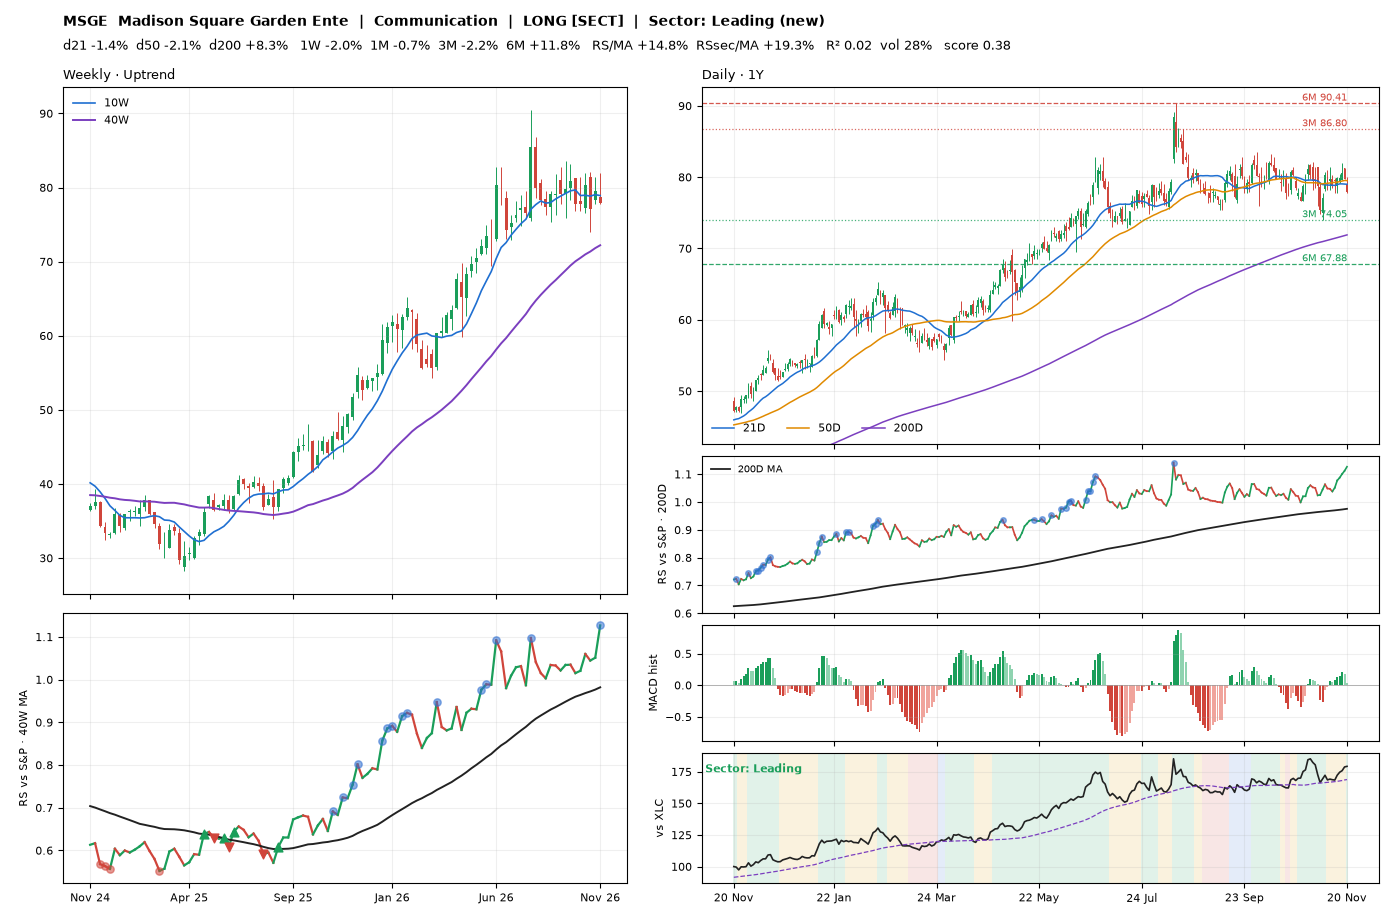 MSGE  Madison Square Garden Ente  |  Communication  |  LONG [SECT]  |  Sector: Leading (new)
d21 -1.4%  d50 -2.1%  d200 +8.3%   1W -2.0%  1M -0.7%  3M -2.2%  6M +11.8%   RS/MA +14.8%  RSsec/MA +19.3%   R² 0.02  vol 28%   score 0.38
Weekly · Uptrend
10W
40W
90
80
70
60
50
40
30
RS vs S&P · 40W MA
1.1
1.0
0.9
0.8
0.7
0.6
Nov 24
Apr 25
Sep 25
Jan 26
Jun 26
Nov 26
Daily · 1Y
6M 90.41
3M 86.80
3M 74.05
6M 67.88
90
80
70
60
50
21D
50D
200D
200D MA
RS vs S&P · 200D
1.1
1.0
0.9
0.8
0.7
0.6
MACD hist
0.5
0.0
−0.5
Sector: Leading
vs XLC
175
150
125
100
20 Nov
22 Jan
24 Mar
22 May
24 Jul
23 Sep
20 Nov